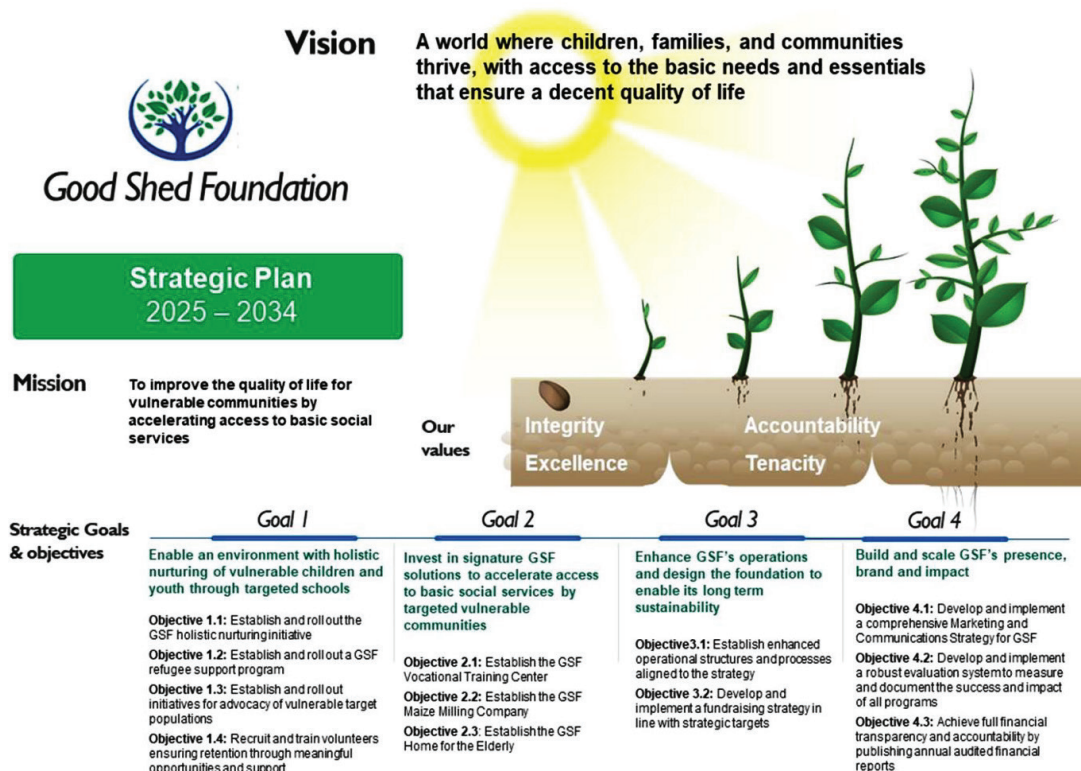 Vision
A world where children, families, and communities
thrive, with access to the basic needs and essentials
that ensure a decent quality of life
Good Shed Foundation
Strategic Plan
2025 – 2034
Mission
To improve the quality of life for
vulnerable communities by
accelerating access to basic social
services
Our
values
Integrity
Accountability
Excellence
Tenacity
Strategic Goals
& objectives
Goal 1
Enable an environment with holistic
nurturing of vulnerable children and
youth through targeted schools
Objective 1.1: Establish and roll out the
GSF holistic nurturing initiative
Objective 1.2: Establish and roll out a GSF
refugee support program
Objective 1.3: Establish and roll out
initiatives for advocacy of vulnerable target
populations
Objective 1.4: Recruit and train volunteers
ensuring retention through meaningful
opportunities and support
Goal 2
Invest in signature GSF
solutions to accelerate access
to basic social services by
targeted vulnerable
communities
Objective 2.1: Establish the GSF
Vocational Training Center
Objective 2.2: Establish the GSF
Maize Milling Company
Objective 2.3: Establish the GSF
Home for the Elderly
Goal 3
Enhance GSF's operations
and design the foundation to
enable its long term
sustainability
Objective3.1: Establish enhanced
operational structures and processes
aligned to the strategy
Objective 3.2: Develop and
implement a fundraising strategy in
line with strategic targets
Goal 4
Build and scale GSF's presence,
brand and impact
Objective 4.1: Develop and implement
a comprehensive Marketing and
Communications Strategy for GSF
Objective 4.2: Develop and implement
a robust evaluation system to measure
and document the success and impact
of all programs
Objective 4.3: Achieve full financial
transparency and accountability by
publishing annual audited financial
reports